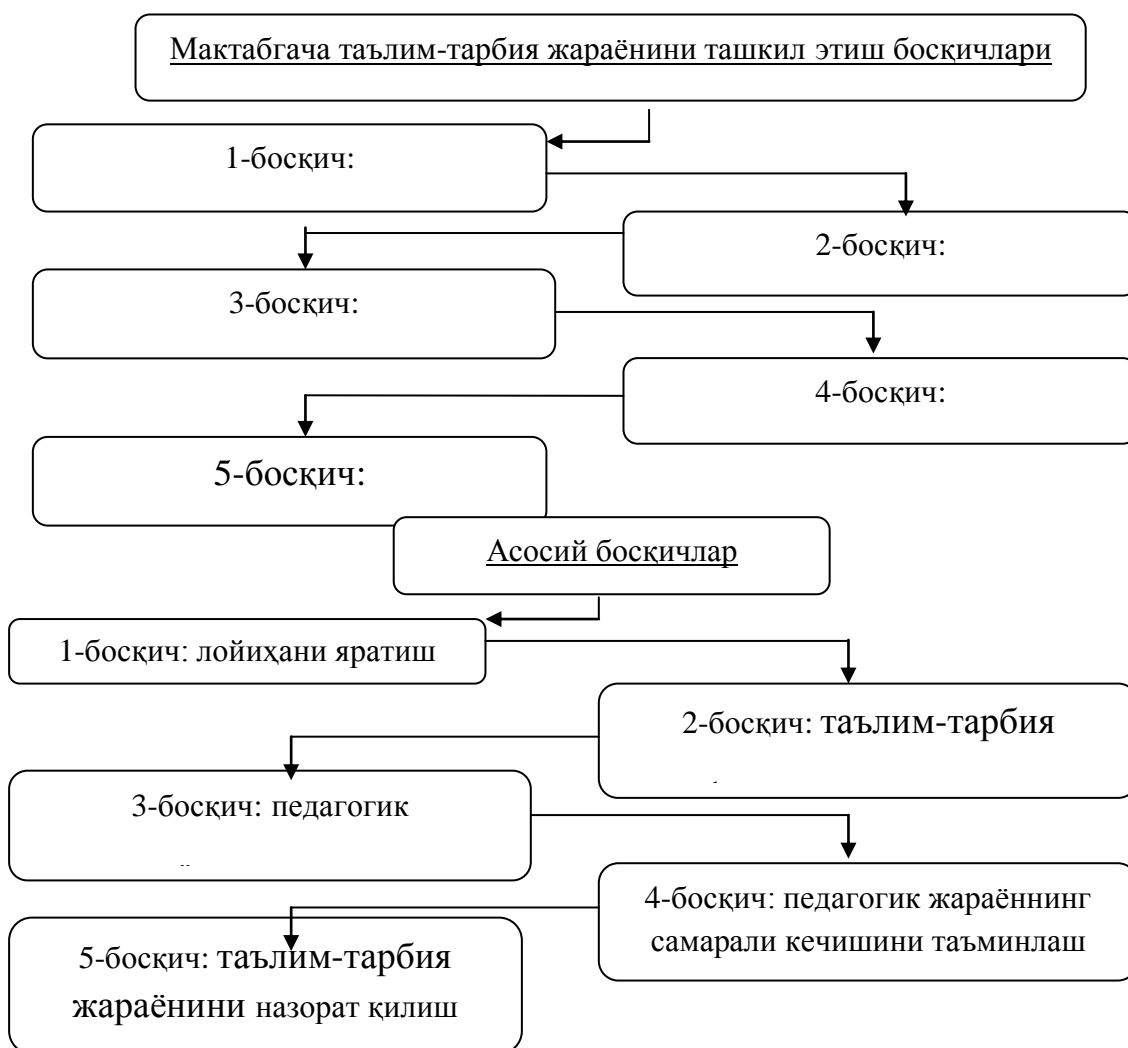 Мактабгача таълим-тарбия жараёнини ташкил этиш босқичлари
1-босқич:
2-босқич:
3-босқич:
4-босқич:
5-босқич:
Асосий босқичлар
1-босқич: лойиҳани яратиш
2-босқич: таълим-тарбия
3-босқич: педагогик
4-босқич: педагогик жараённинг
самарали кечишини таъминлаш
5-босқич: таълим-тарбия
жараёнини назорат қилиш